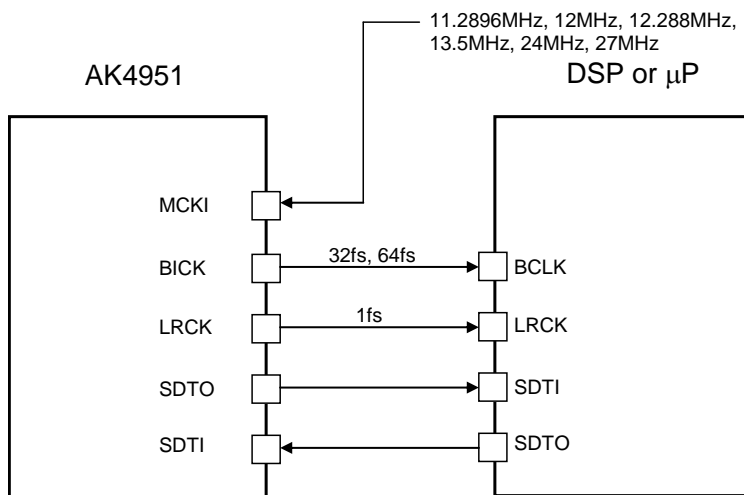 11.2896MHz, 12MHz, 12.288MHz,
13.5MHz, 24MHz, 27MHz
AK4951
DSP or μP
MCKI
BICK
32fs, 64fs
BCLK
LRCK
1fs
LRCK
SDTO
SDTI
SDTI
SDTO